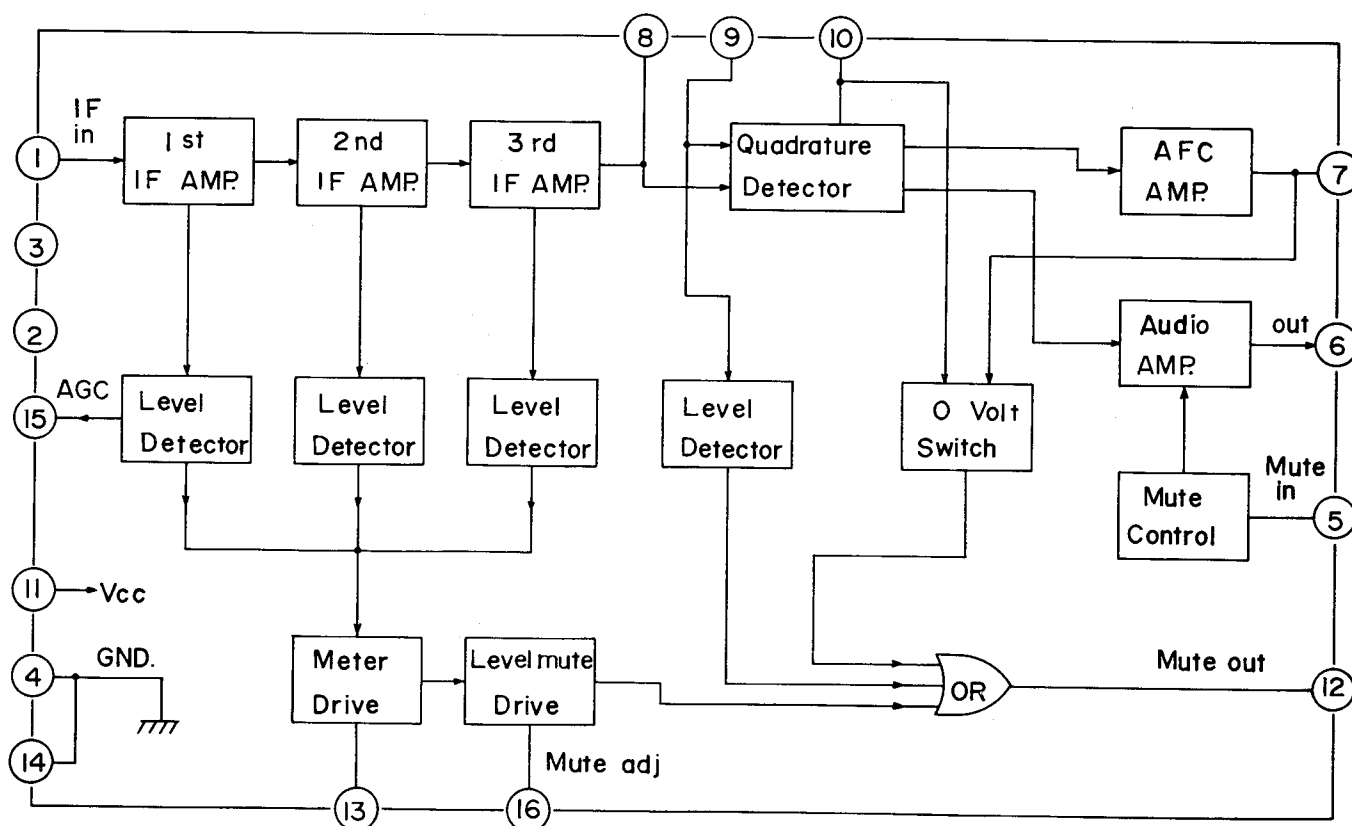 8
9
10
IF
in
1
1st
IF AMP.
2nd
IF AMP.
3rd
IF AMP.
Quadrature
Detector
AFC
AMP.
7
3
2
Audio
AMP.
out
6
AGC
15
Level
Detector
Level
Detector
Level
Detector
Level
Detector
0 Volt
Switch
Mute
in
Mute
Control
5
11
Vcc
4
GND.
Meter
Drive
Level mute
Drive
OR
Mute out
12
14
Mute adj
13
16